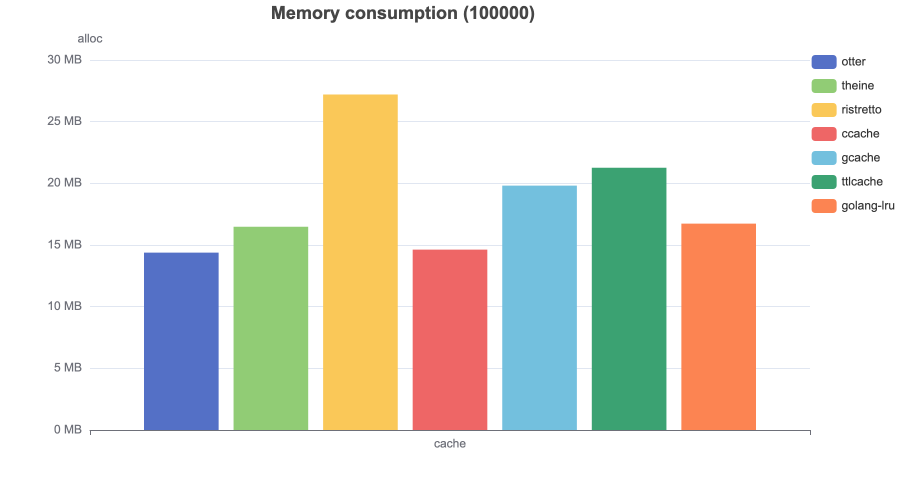 Memory consumption (100000)
alloc
30 MB
25 MB
20 MB
15 MB
10 MB
5 MB
0 MB
cache
otter
theine
ristretto
ccache
gcache
ttlcache
golang-lru